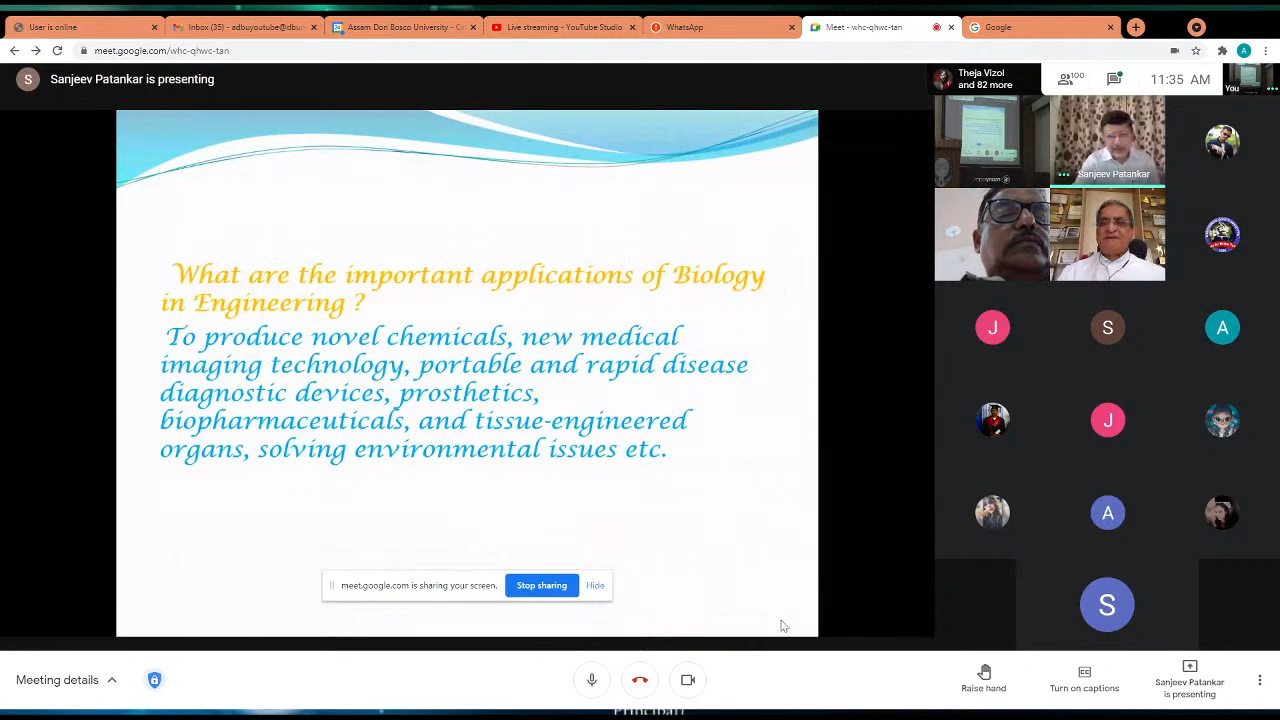 User is online
Inbox (35) - adbuyoutube@dbu
Assam Don Bosco University - Ca
Live streaming - YouTube Studio
WhatsApp
Meet - whc-qhwc-tan
Google
meet.google.com/whc-qhwc-tan
A
S
Sanjeev Patankar is presenting
Theja Vizol
and 82 more
100
11:35 AM
You
Sanjeev Patankar
What are the important applications of Biology
in Engineering ?
To produce novel chemicals, new medical
imaging technology, portable and rapid disease
diagnostic devices, prosthetics,
biopharmaceuticals, and tissue-engineered
organs, solving environmental issues etc.
J
S
A
J
A
S
meet.google.com is sharing your screen.
Stop sharing
Hide
Meeting details
Raise hand
Turn on captions
Sanjeev Patankar
is presenting